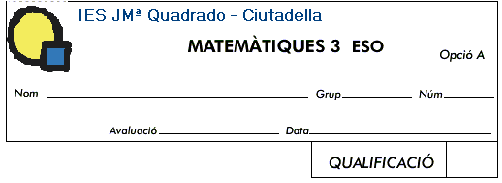 IES JMª Quadrado - Ciutadella
MATEMÀTIQUES 3 ESO
Opció A
Nom Grup Núm.
Avaluació Data
QUALIFICACIÓ